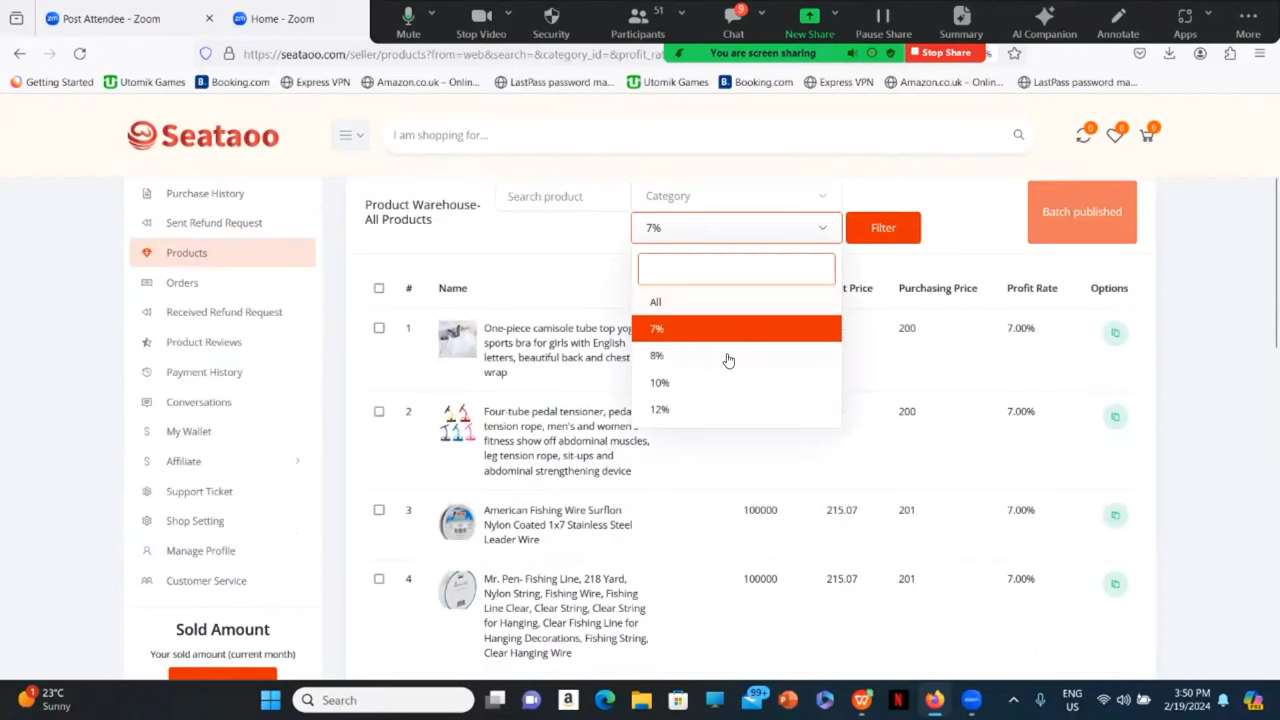 Post Attendee - Zoom
Home - Zoom
51
9
Mute
Stop Video
Security
Participants
Chat
New Share
Pause Share
Summary
AI Companion
Annotate
Apps
More
https://seataoo.com/seller/products?from=web&search=&category_id=&profit_ra
You are screen sharing
Stop Share
Getting Started
Utomik Games
Booking.com
Express VPN
Amazon.co.uk – Onlin...
LastPass password ma...
Utomik Games
Booking.com
Express VPN
Amazon.co.uk – Onlin...
LastPass password ma...
Seataoo
I am shopping for...
0
0
0
Purchase History
Sent Refund Request
Products
Orders
Received Refund Request
Product Reviews
Payment History
Conversations
My Wallet
Affiliate
Support Ticket
Shop Setting
Manage Profile
Customer Service
Sold Amount
Your sold amount (current month)
Product Warehouse-
All Products
Search product
Category
7%
Filter
Batch published
All
7%
8%
10%
12%
#
Name
t Price
Purchasing Price
Profit Rate
Options
1
One-piece camisole tube top yog
sports bra for girls with English
letters, beautiful back and chest
wrap
200
7.00%
2
Four-tube pedal tensioner, peda
tension rope, men's and women'
fitness show off abdominal muscles,
leg tension rope, sit-ups and
abdominal strengthening device
200
7.00%
3
American Fishing Wire Surflon
Nylon Coated 1x7 Stainless Steel
Leader Wire
100000
215.07
201
7.00%
4
Mr. Pen- Fishing Line, 218 Yard,
Nylon String, Fishing Wire, Fishing
Line Clear, Clear String, Clear String
for Hanging, Clear Fishing Line for
Hanging Decorations, Fishing String,
Clear Hanging Wire
100000
215.07
201
7.00%
1
23°C
Sunny
Search
99+
ENG
US
3:50 PM
2/19/2024